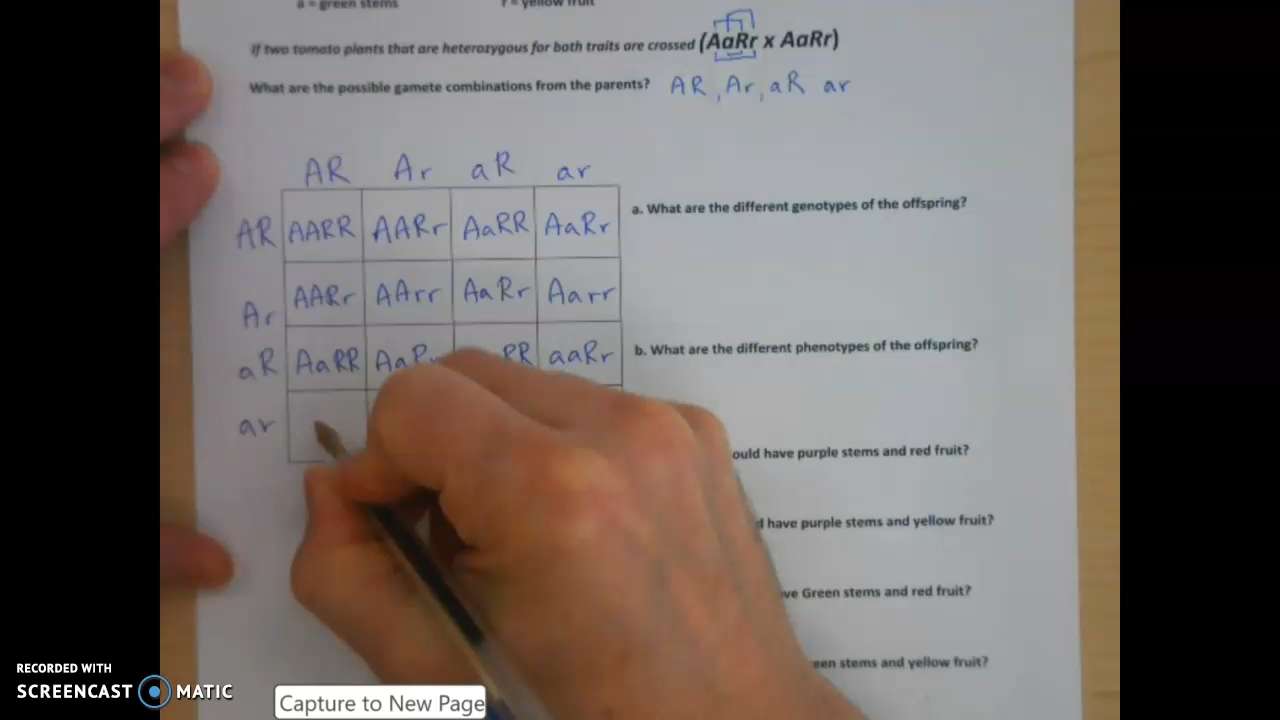 a = green stems r = yellow fruit
If two tomato plants that are heterozygous for both traits are crossed (AaRr x AaRr)
What are the possible gamete combinations from the parents? AR, Ar, aR ar
AR Ar aR ar
AR AARR AARr AaRR AaRr
a. What are the different genotypes of the offspring?
Ar AARr AArr AaRr Aarr
aR AaRR AaRr RR aaRr
b. What are the different phenotypes of the offspring?
ar
ould have purple stems and red fruit?
d have purple stems and yellow fruit?
ve Green stems and red fruit?
een stems and yellow fruit?
RECORDED WITH
SCREENCAST MATIC
Capture to New Page